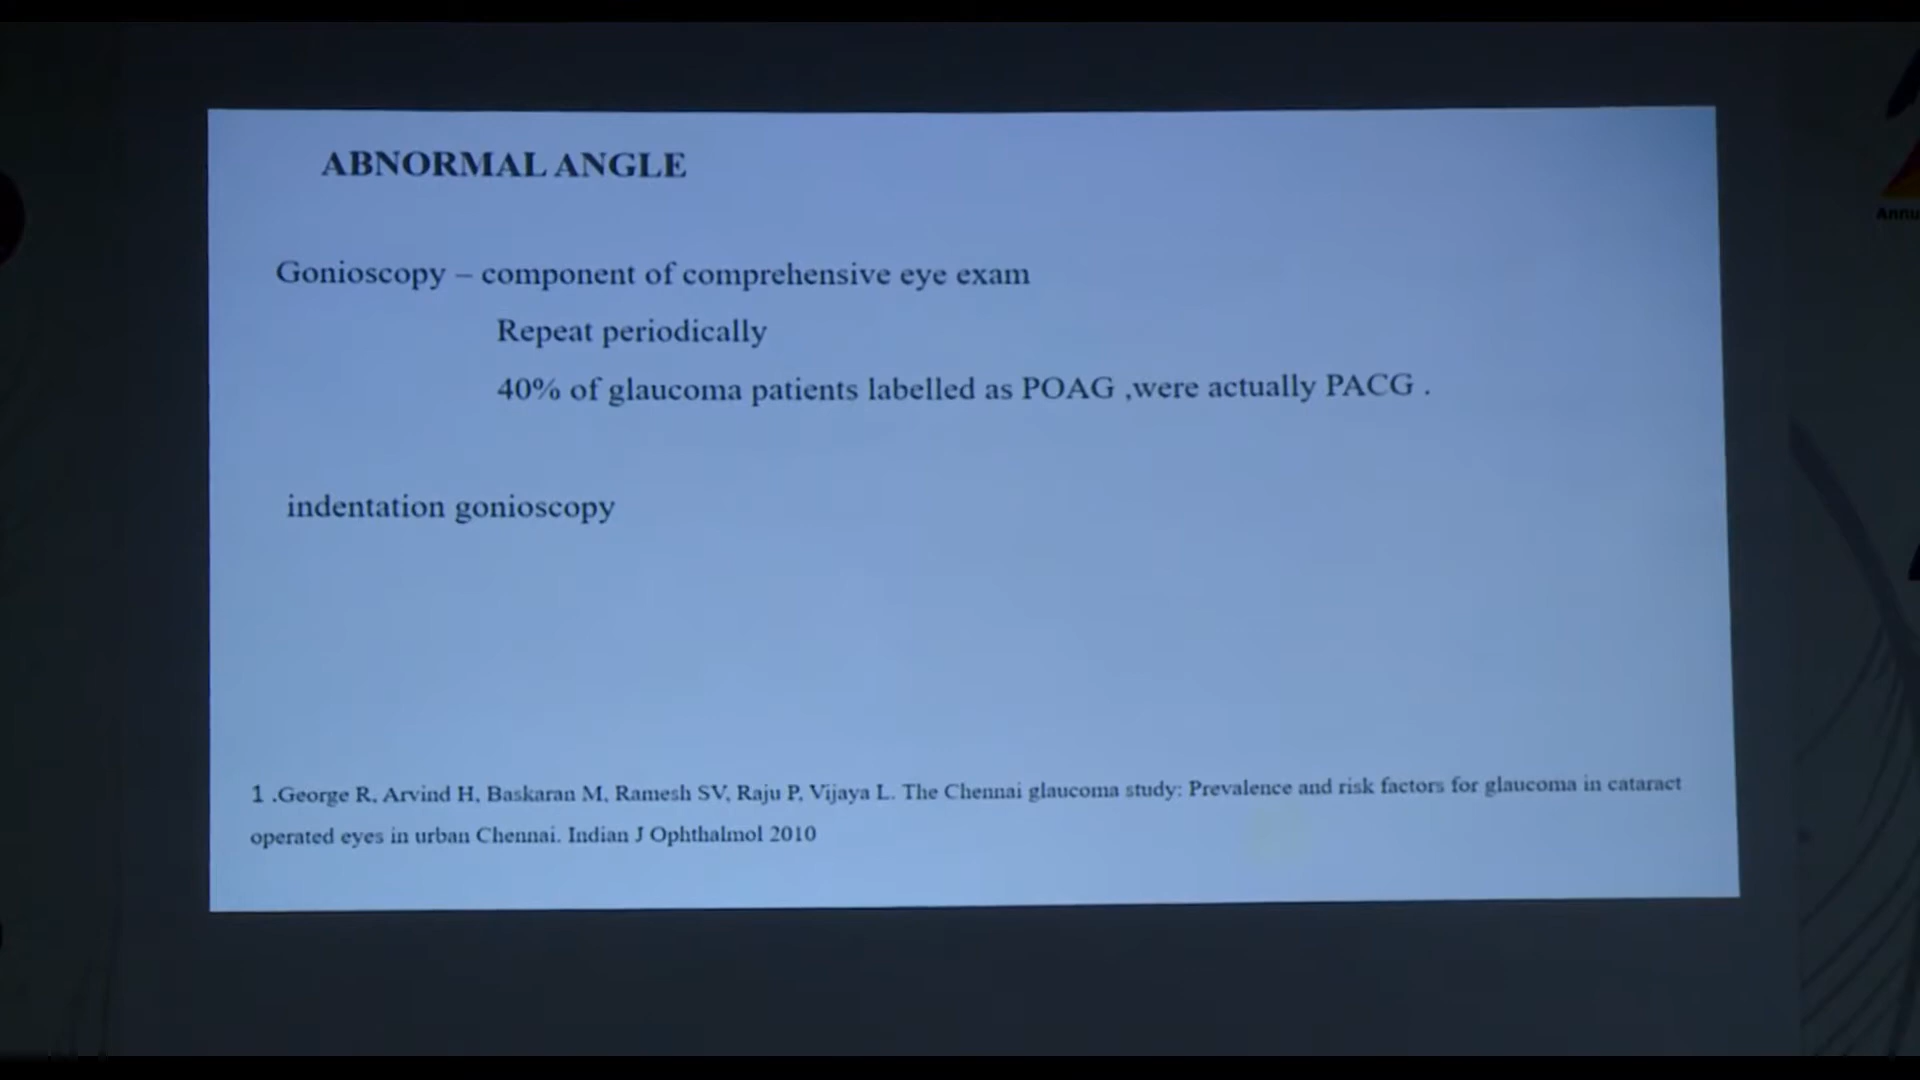 ABNORMAL ANGLE
Gonioscopy – component of comprehensive eye exam
Repeat periodically
40% of glaucoma patients labelled as POAG ,were actually PACG .
indentation gonioscopy
1 .George R, Arvind H, Baskaran M, Ramesh SV, Raju P, Vijaya L. The Chennai glaucoma study: Prevalence and risk factors for glaucoma in cataract
operated eyes in urban Chennai. Indian J Ophthalmol 2010